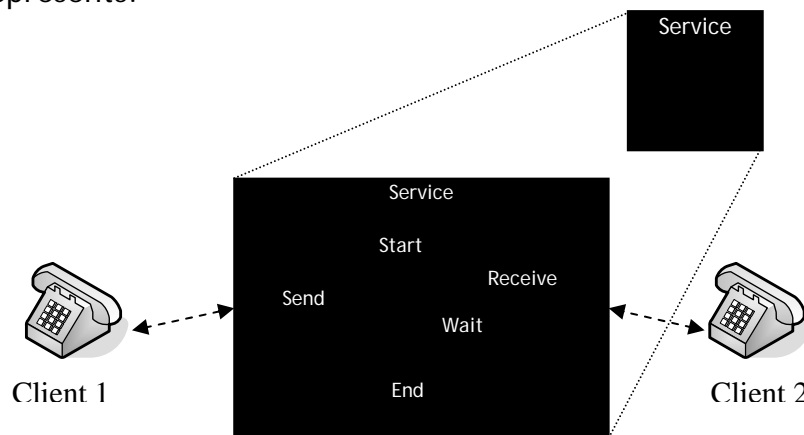 Service
Service
Start
Receive
Send
Wait
End
Client 1
Client 2